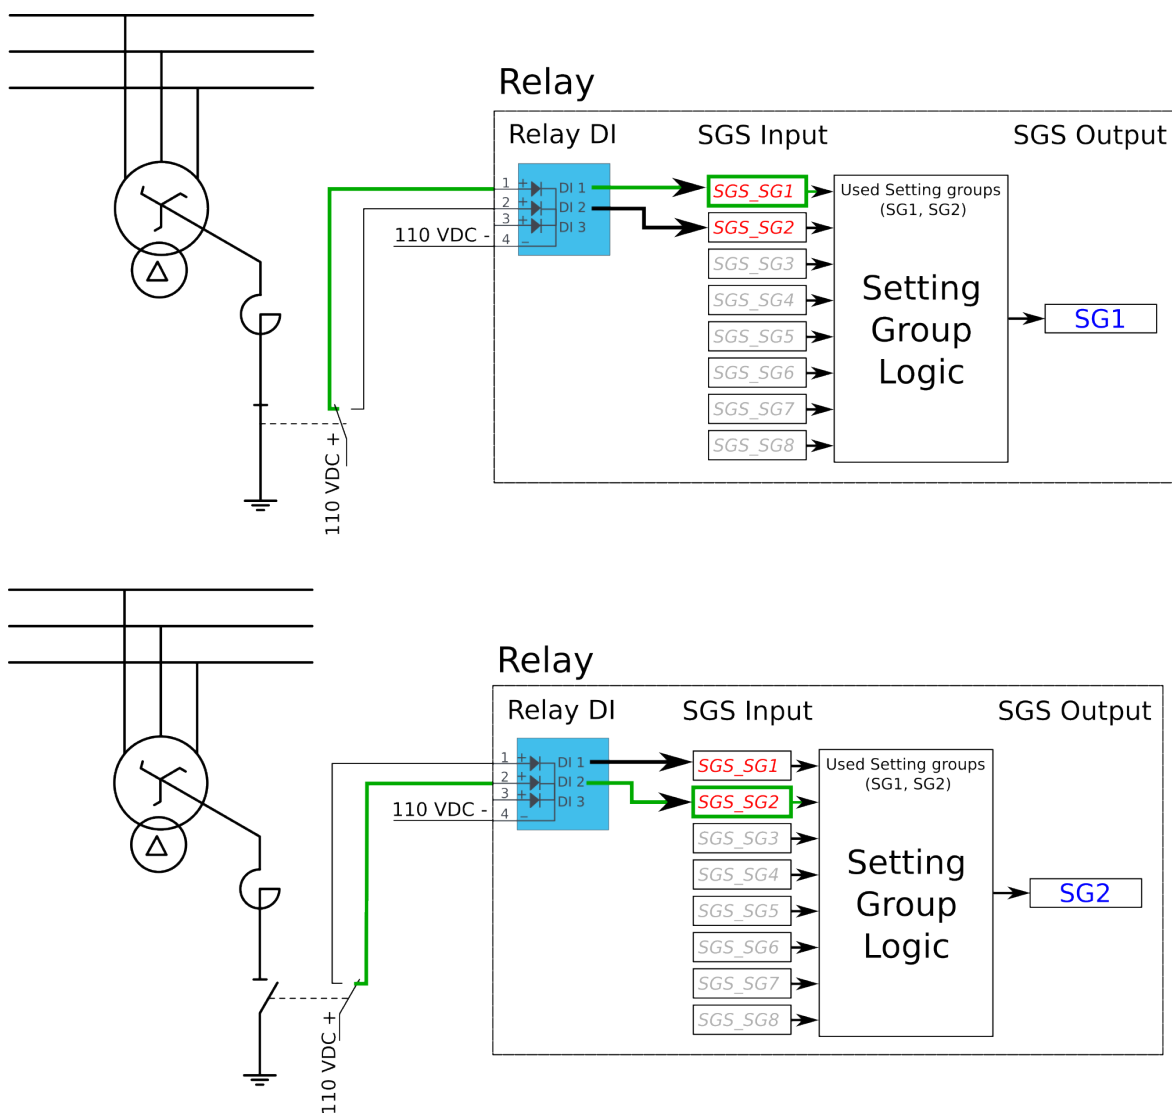 Relay
Relay DI
SGS Input
SGS Output
1 + DI 1
2 + DI 2
3 + DI 3
4 −
110 VDC -
110 VDC +
SGS_SG1
SGS_SG2
SGS_SG3
SGS_SG4
SGS_SG5
SGS_SG6
SGS_SG7
SGS_SG8
Used Setting groups
(SG1, SG2)
Setting
Group
Logic
SG1
Relay
Relay DI
SGS Input
SGS Output
1 + DI 1
2 + DI 2
3 + DI 3
4 −
110 VDC -
110 VDC +
SGS_SG1
SGS_SG2
SGS_SG3
SGS_SG4
SGS_SG5
SGS_SG6
SGS_SG7
SGS_SG8
Used Setting groups
(SG1, SG2)
Setting
Group
Logic
SG2